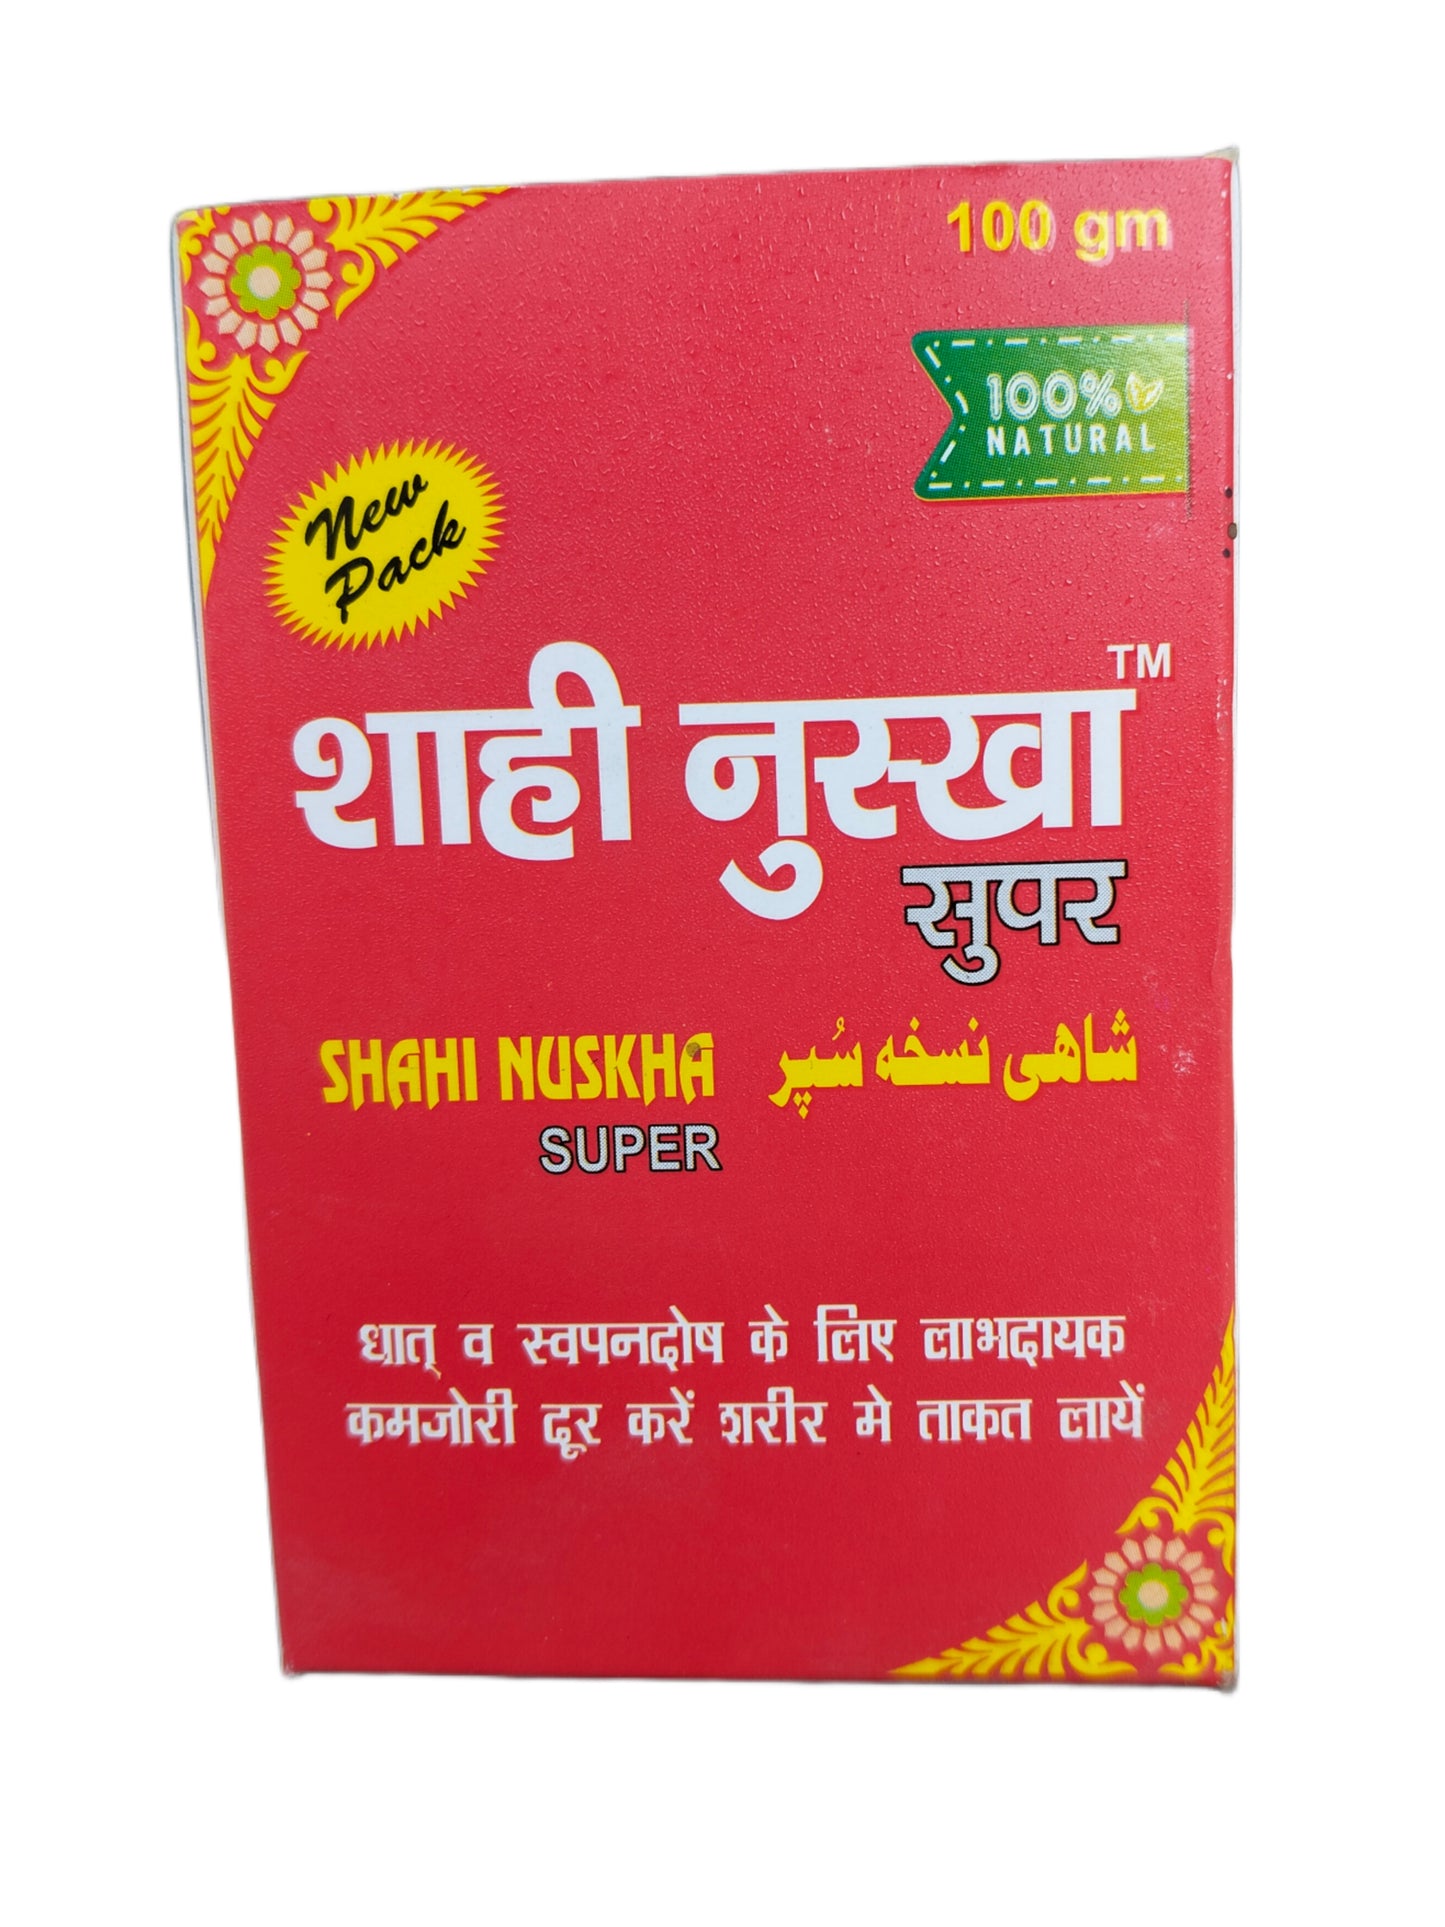 100 gm
100%
NATURAL
New
Pack
TM
शाही नुस्खा
सुपर
SHAHI NUSKHA شاهی نسخه سُپر
SUPER
धात् व स्वपनदोष के लिए लाभदायक
कमजोरी दूर करें शरीर मे ताकत लायें